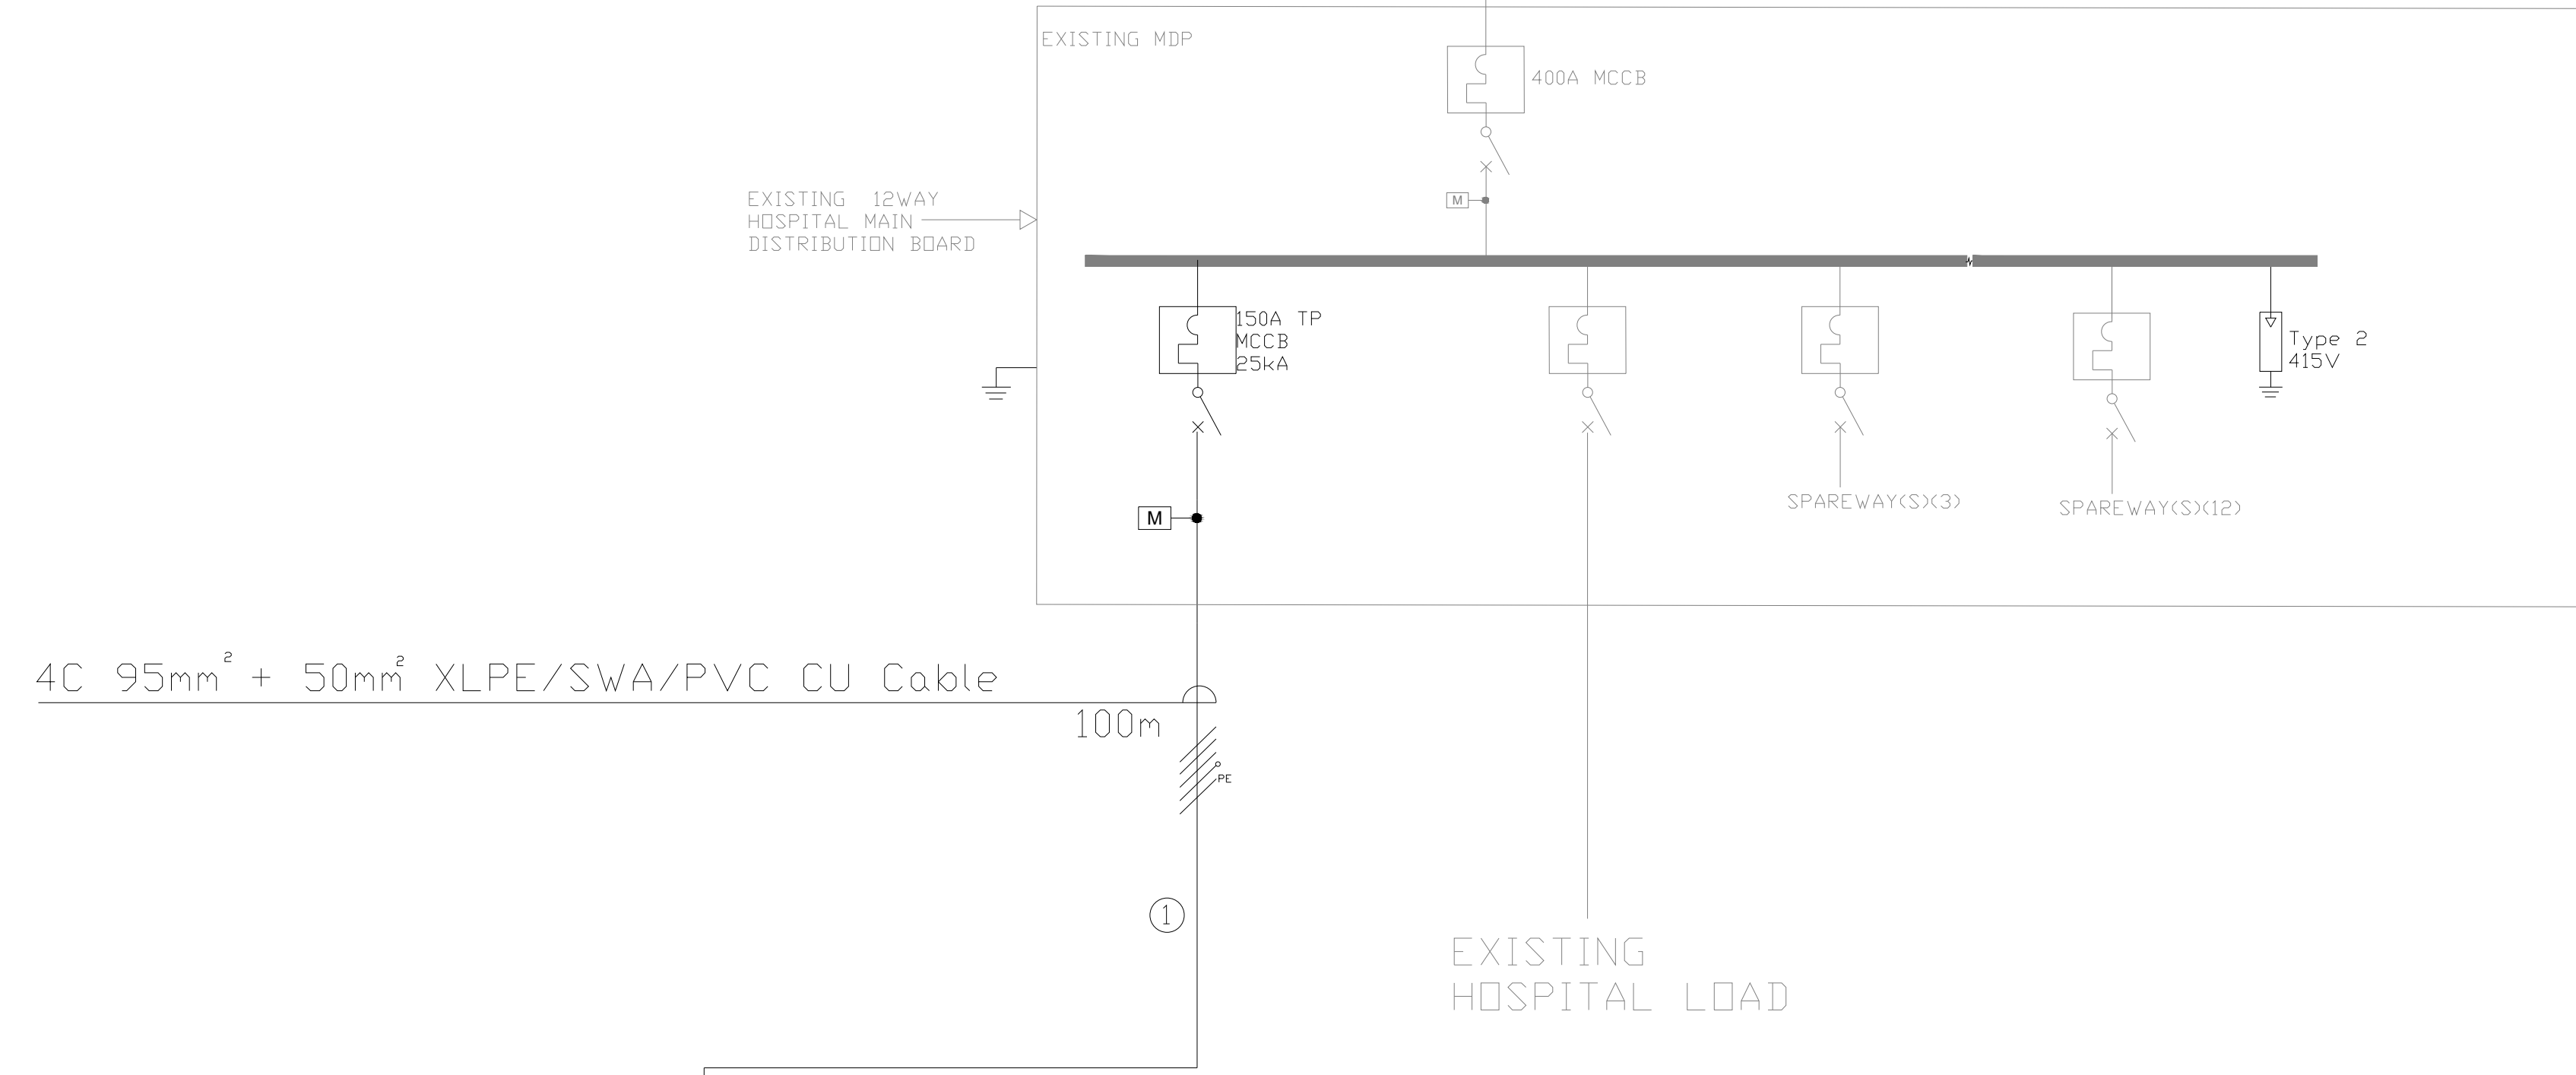 EXISTING MDP
400A MCCB
M
EXISTING 12WAY
HOSPITAL MAIN
DISTRIBUTION BOARD
150A TP
MCCB
25kA
Type 2
415V
M
SPAREWAY(S)(3)
SPAREWAY(S)(12)
4C 95mm² + 50mm² XLPE/SWA/PVC CU Cable
100m
PE
1
EXISTING
HOSPITAL LOAD